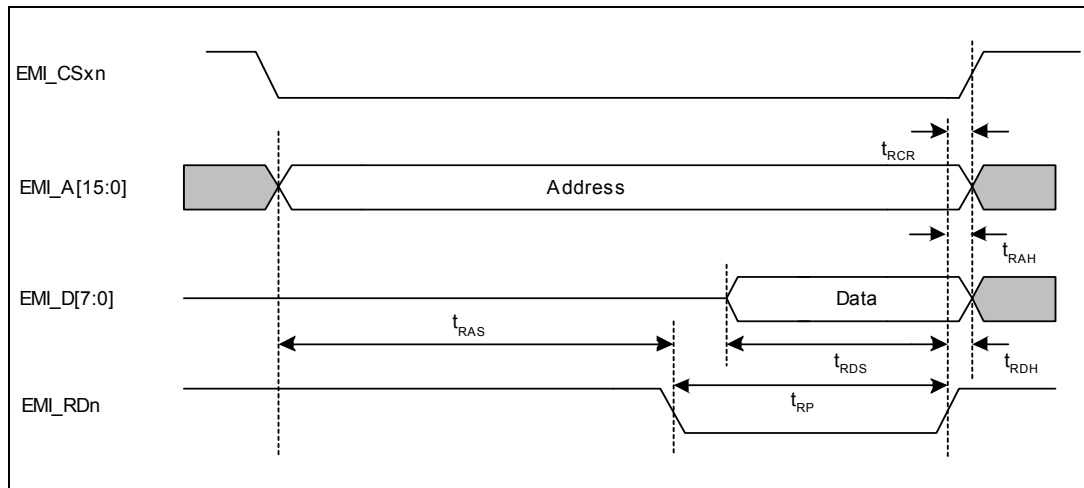 EMI_CSxn
tRCR
EMI_A[15:0]
Address
tRAH
EMI_D[7:0]
Data
tRAS
tRDS
tRDH
EMI_RDn
tRP